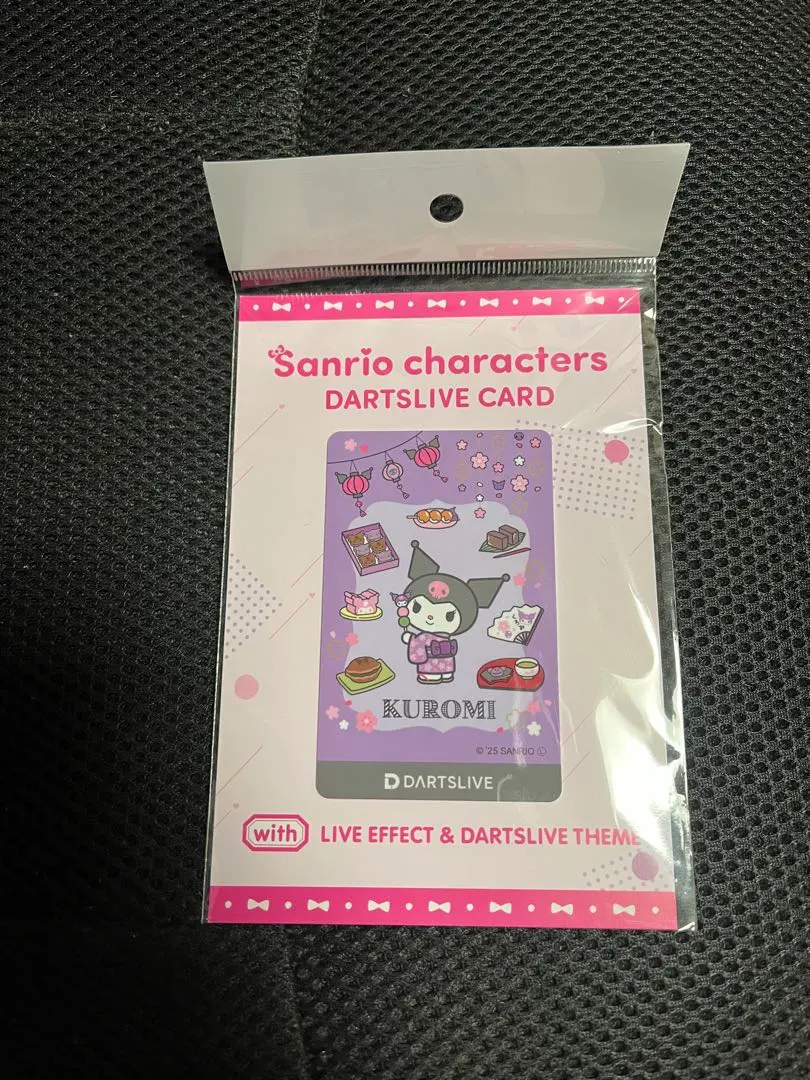 Sanrio characters
DARTSLIVE CARD
KUROMI
© '25 SANRIO Ⓛ
DARTSLIVE
with LIVE EFFECT & DARTSLIVE THEME